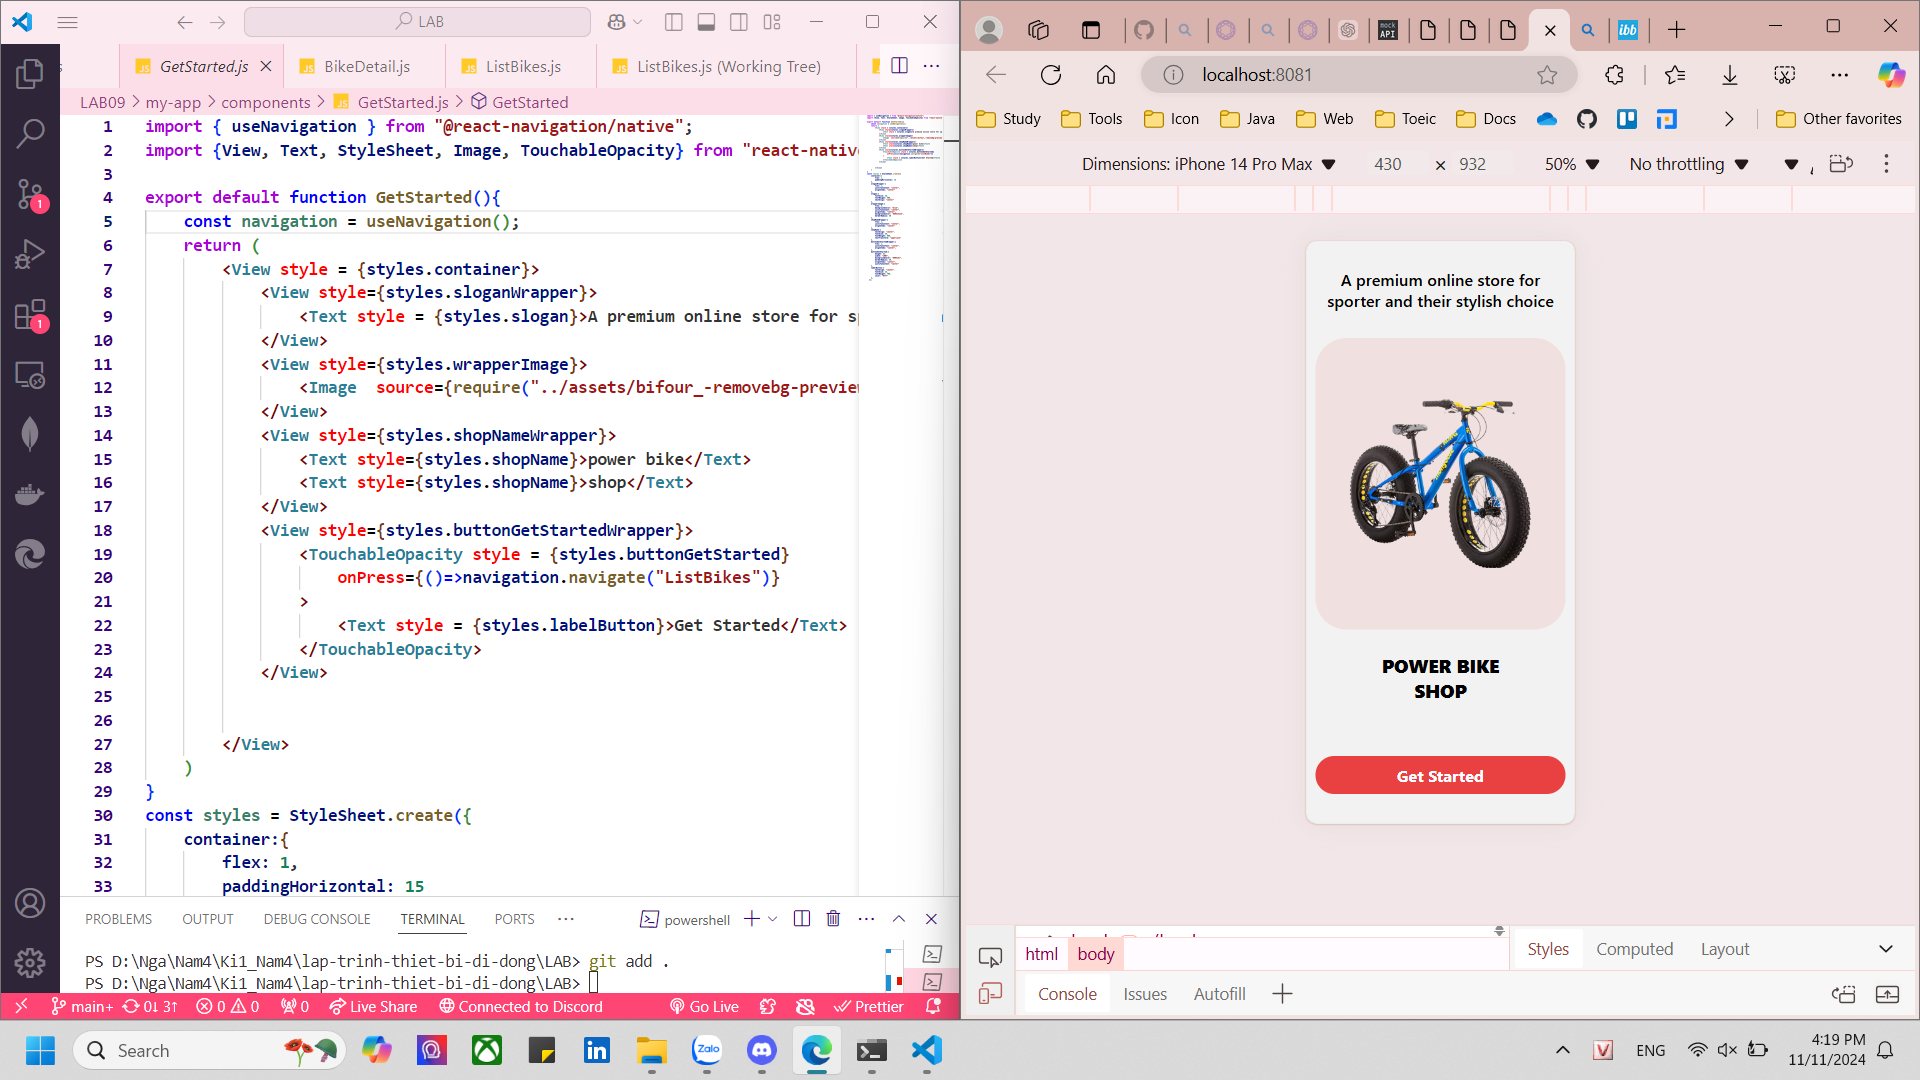 LAB
GetStarted.js
BikeDetail.js
ListBikes.js
ListBikes.js (Working Tree)
LAB09 > my-app > components > GetStarted.js > GetStarted
1 import { useNavigation } from "@react-navigation/native";
2 import {View, Text, StyleSheet, Image, TouchableOpacity} from "react-native
3
4 export default function GetStarted(){
5 const navigation = useNavigation();
6 return (
7 <View style = {styles.container}>
8 <View style={styles.sloganWrapper}>
9 <Text style = {styles.slogan}>A premium online store for sp
10 </View>
11 <View style={styles.wrapperImage}>
12 <Image source={require("../assets/bifour_-removebg-preview
13 </View>
14 <View style={styles.shopNameWrapper}>
15 <Text style={styles.shopName}>power bike</Text>
16 <Text style={styles.shopName}>shop</Text>
17 </View>
18 <View style={styles.buttonGetStartedWrapper}>
19 <TouchableOpacity style = {styles.buttonGetStarted}
20 onPress={()=>navigation.navigate("ListBikes")}
21 >
22 <Text style = {styles.labelButton}>Get Started</Text>
23 </TouchableOpacity>
24 </View>
25
26
27 </View>
28 )
29 }
30 const styles = StyleSheet.create({
31 container:{
32 flex: 1,
33 paddingHorizontal: 15
PROBLEMS OUTPUT DEBUG CONSOLE TERMINAL PORTS ··· powershell
PS D:\Nga\Nam4\Ki1_Nam4\lap-trinh-thiet-bi-di-dong\LAB> git add .
PS D:\Nga\Nam4\Ki1_Nam4\lap-trinh-thiet-bi-di-dong\LAB>
main+ 0↓ 3↑ 0 0 0 Live Share Connected to Discord Go Live Prettier
1
1
mock API
ibb
localhost:8081
Study Tools Icon Java Web Toeic Docs Other favorites
Dimensions: iPhone 14 Pro Max 430 × 932 50% No throttling
A premium online store for
sporter and their stylish choice
POWER BIKE
SHOP
Get Started
html body
Styles Computed Layout
Console Issues Autofill
Search
Zalo
ENG
4:19 PM
11/11/2024